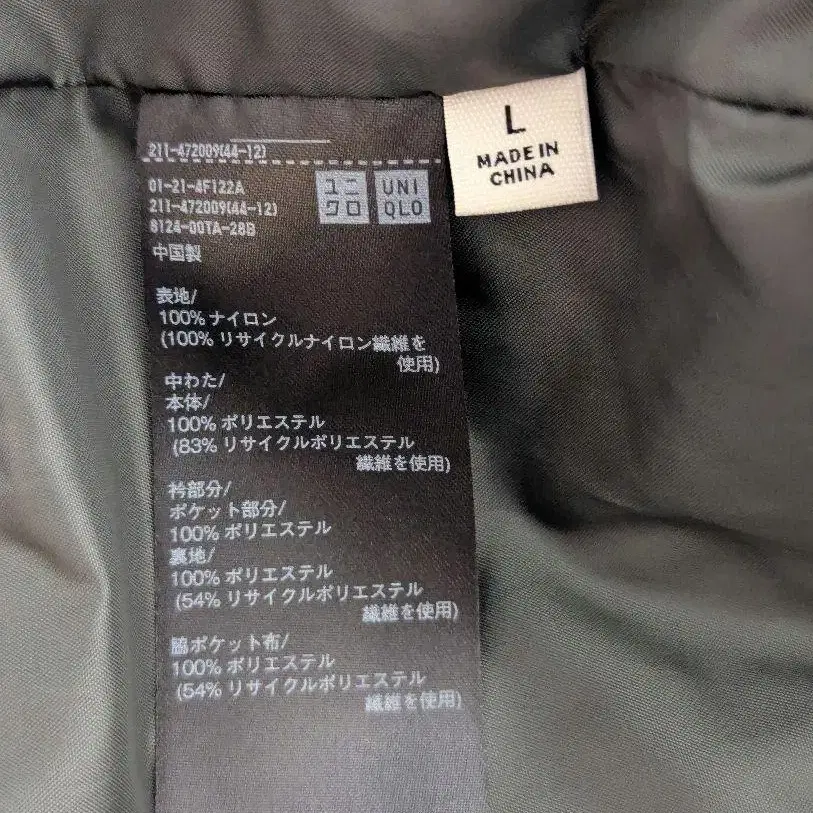 211-472009(44-12)
01-21-4F122A
211-472009(44-12)
8124-00TA-28B
ユニ
クロ
UNI
QLO
中国製
表地/
100% ナイロン
(100% リサイクルナイロン繊維を
使用)
中わた/
本体/
100% ポリエステル
(83% リサイクルポリエステル
繊維を使用)
衿部分/
ポケット部分/
100% ポリエステル
裏地/
100% ポリエステル
(54% リサイクルポリエステル
繊維を使用)
脇ポケット布/
100% ポリエステル
(54% リサイクルポリエステル
繊維を使用)
L
MADE IN
CHINA